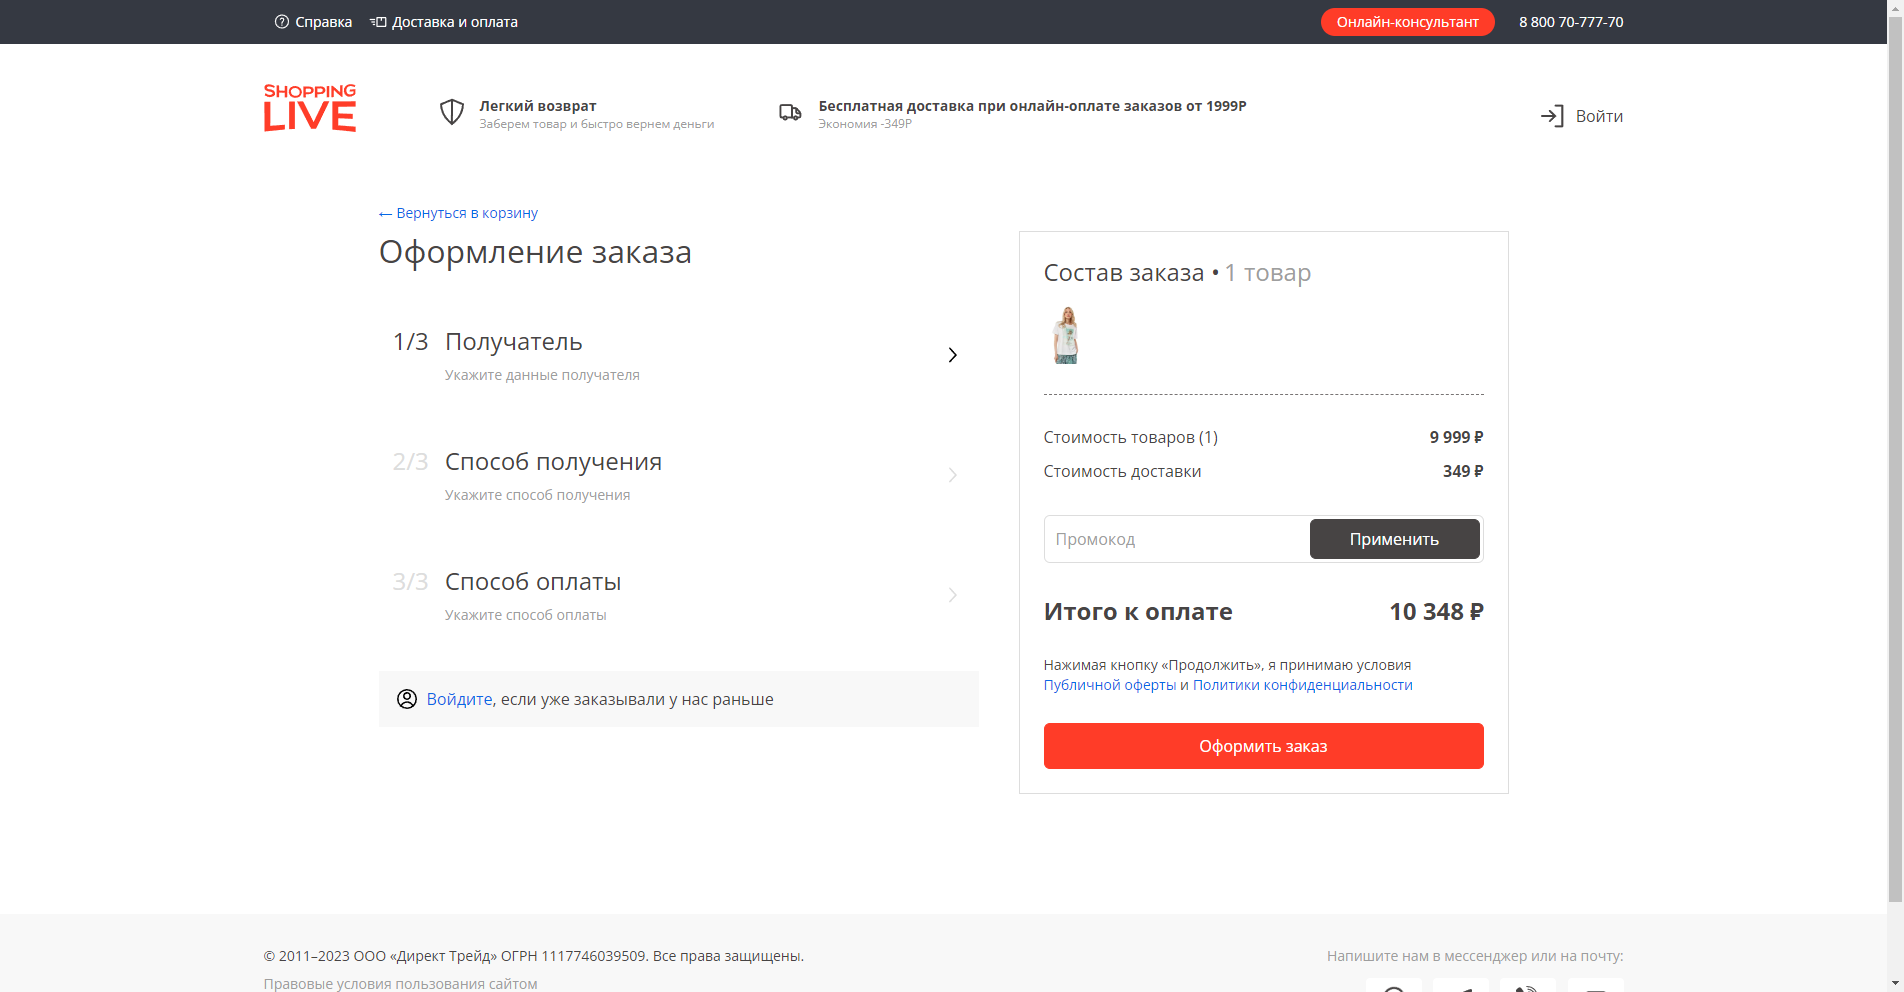 Справка
Доставка и оплата
Онлайн-консультант
8 800 70-777-70
SHOPPING
LIVE
Легкий возврат
Заберем товар и быстро вернем деньги
Бесплатная доставка при онлайн-оплате заказов от 1999Р
Экономия -349Р
Войти
← Вернуться в корзину
Оформление заказа
1/3 Получатель
Укажите данные получателя
2/3 Способ получения
Укажите способ получения
3/3 Способ оплаты
Укажите способ оплаты
Войдите, если уже заказывали у нас раньше
Состав заказа • 1 товар
Стоимость товаров (1) 9 999 ₽
Стоимость доставки 349 ₽
Промокод
Применить
Итого к оплате 10 348 ₽
Нажимая кнопку «Продолжить», я принимаю условия
Публичной оферты и Политики конфиденциальности
Оформить заказ
© 2011–2023 ООО «Директ Трейд» ОГРН 1117746039509. Все права защищены.
Правовые условия пользования сайтом
Напишите нам в мессенджер или на почту: